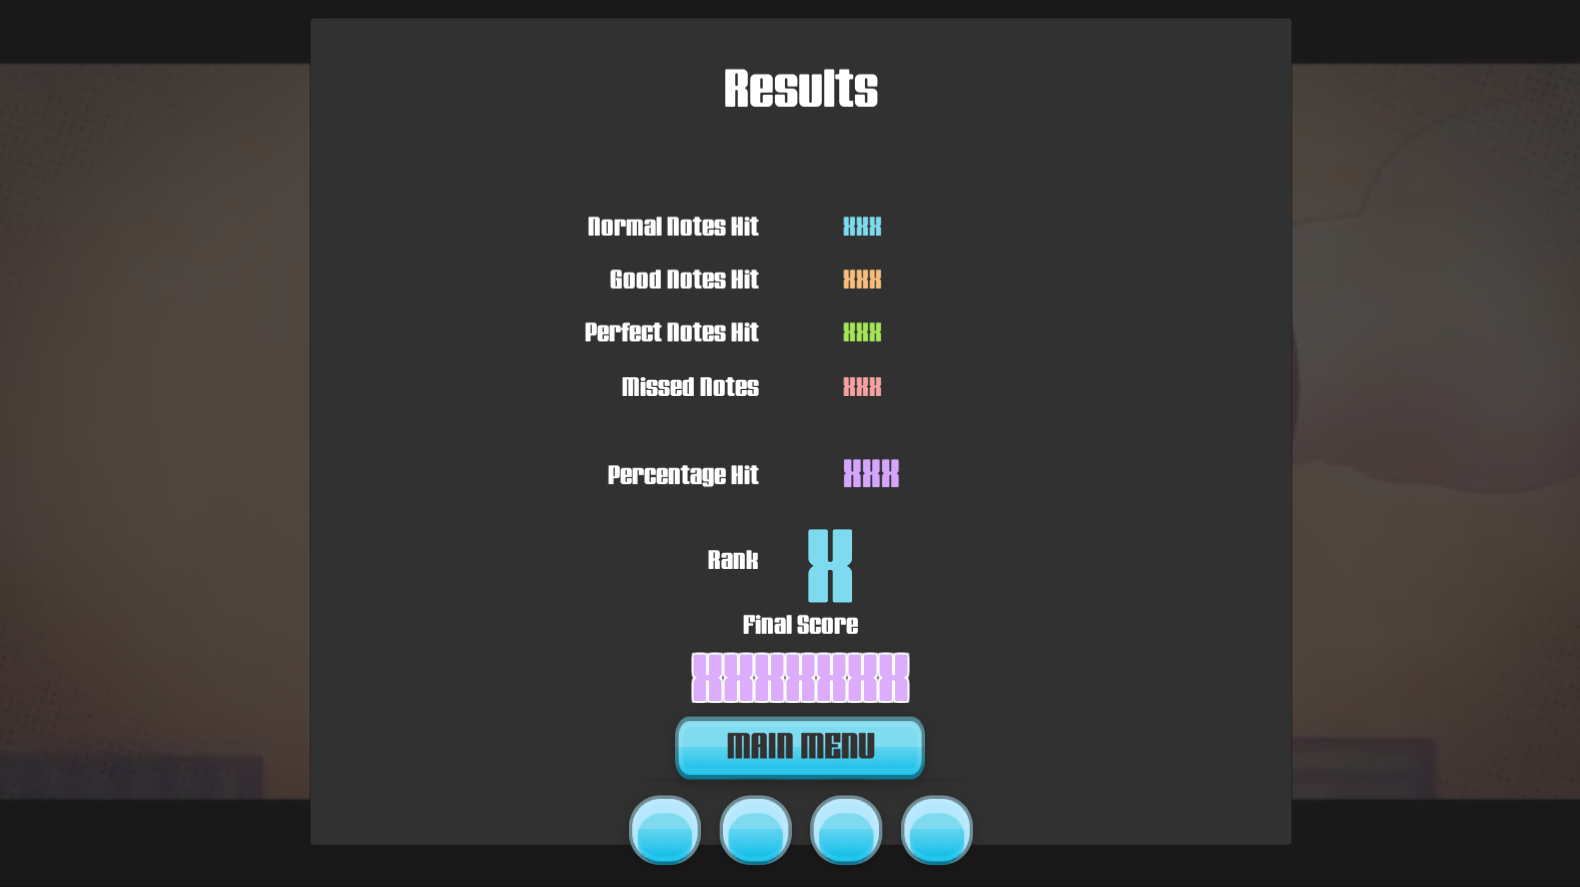 Results
Normal Notes Hit XXX
Good Notes Hit XXX
Perfect Notes Hit XXX
Missed Notes XXX
Percentage Hit XXX
Rank X
Final Score
XXXXXXXXXXXXXX
MAIN MENU